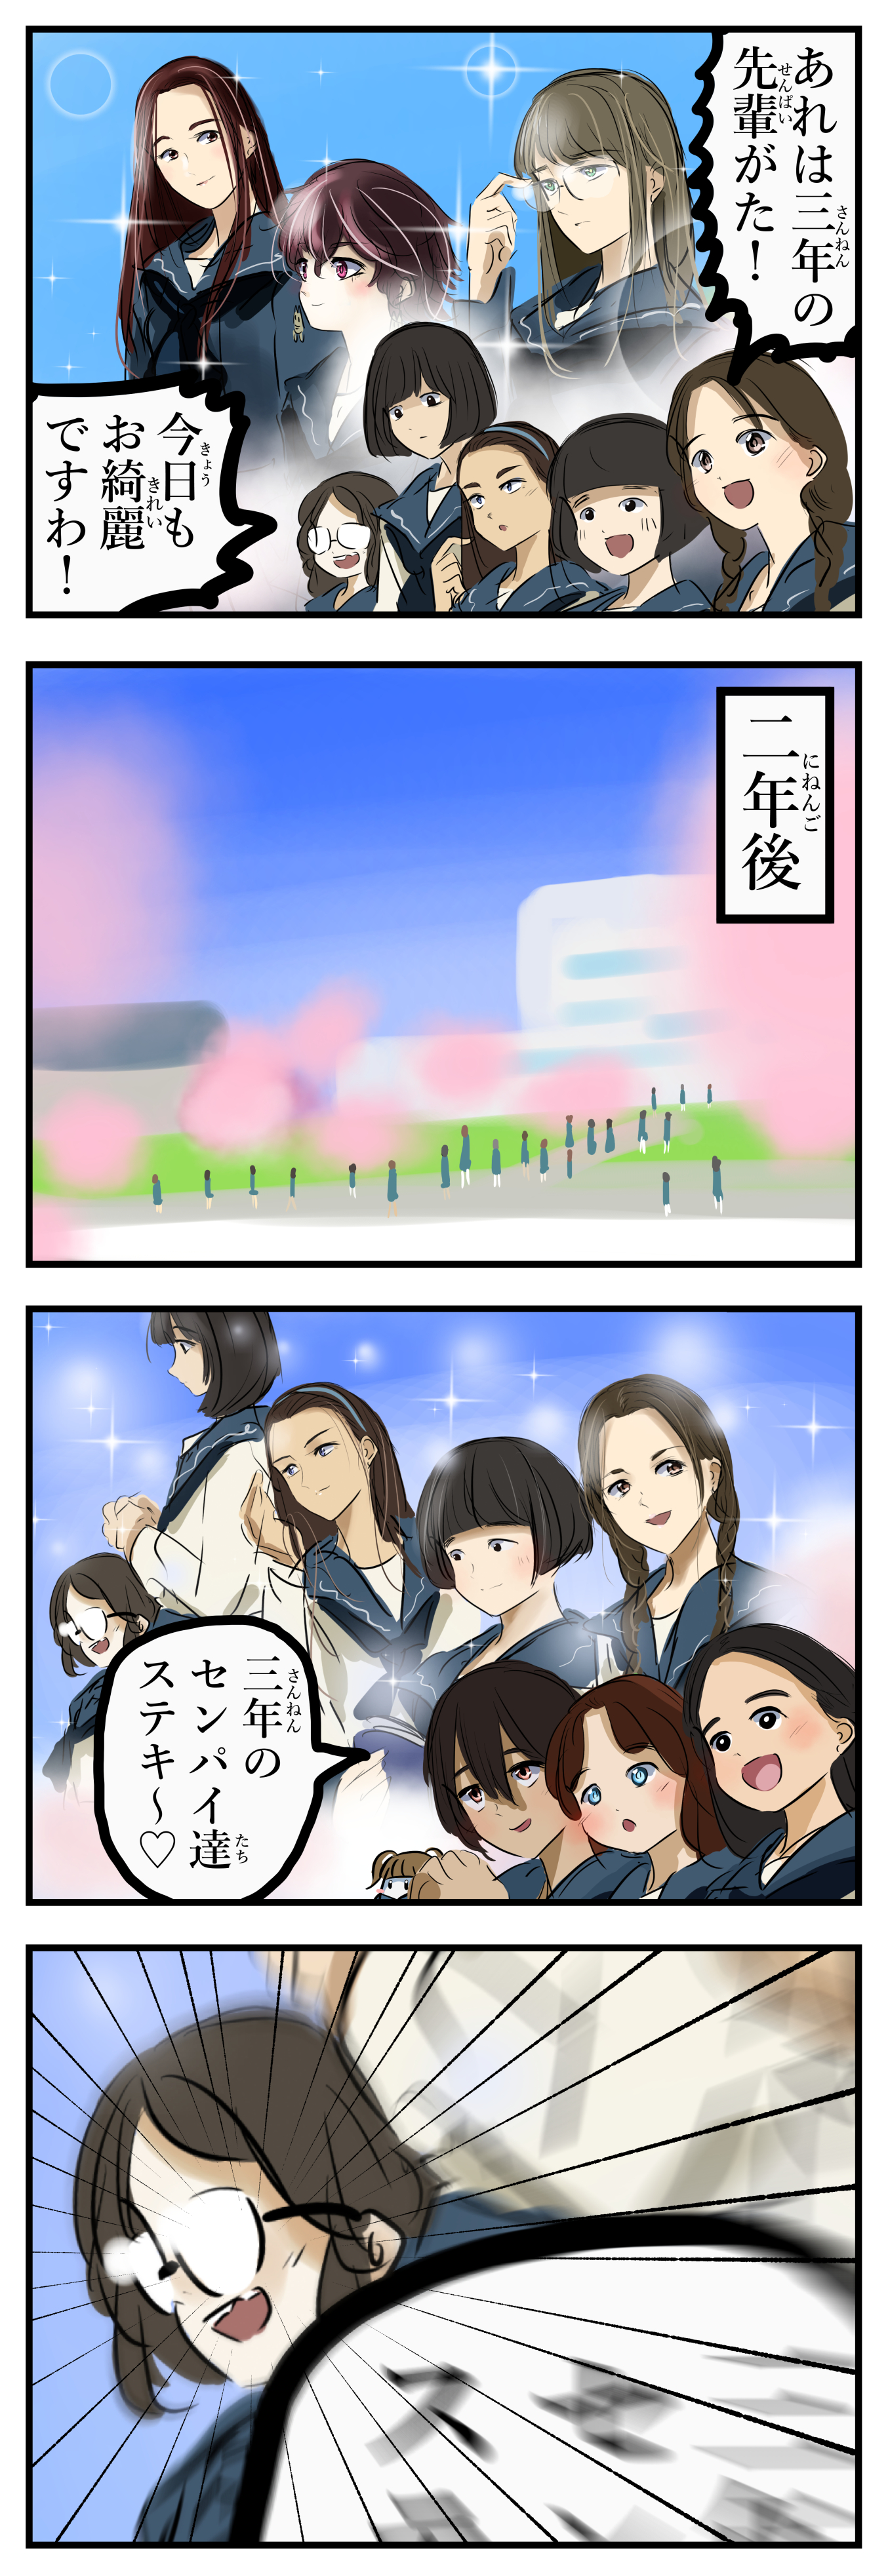 あれは三年の
先輩がた！
今日も
お綺麗
ですわ！
二年後
三年の
センパイ達
ステキ～♡